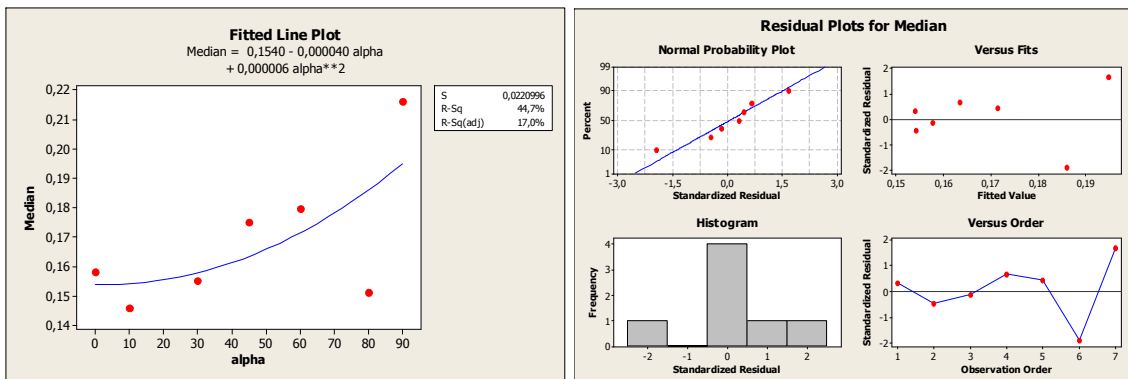 Fitted Line Plot
Median = 0,1540 - 0,000040 alpha
+ 0,000006 alpha**2
S 0,0220996
R-Sq 44,7%
R-Sq(adj) 17,0%
0,22
0,21
0,20
0,19
0,18
0,17
0,16
0,15
0,14
Median
0 10 20 30 40 50 60 70 80 90
alpha
Residual Plots for Median
Normal Probability Plot
99
90
50
10
1
Percent
-3,0 -1,5 0,0 1,5 3,0
Standardized Residual
Versus Fits
2
1
0
-1
-2
Standardized Residual
0,15 0,16 0,17 0,18 0,19
Fitted Value
Histogram
4
3
2
1
0
Frequency
-2 -1 0 1 2
Standardized Residual
Versus Order
2
1
0
-1
-2
Standardized Residual
1 2 3 4 5 6 7
Observation Order